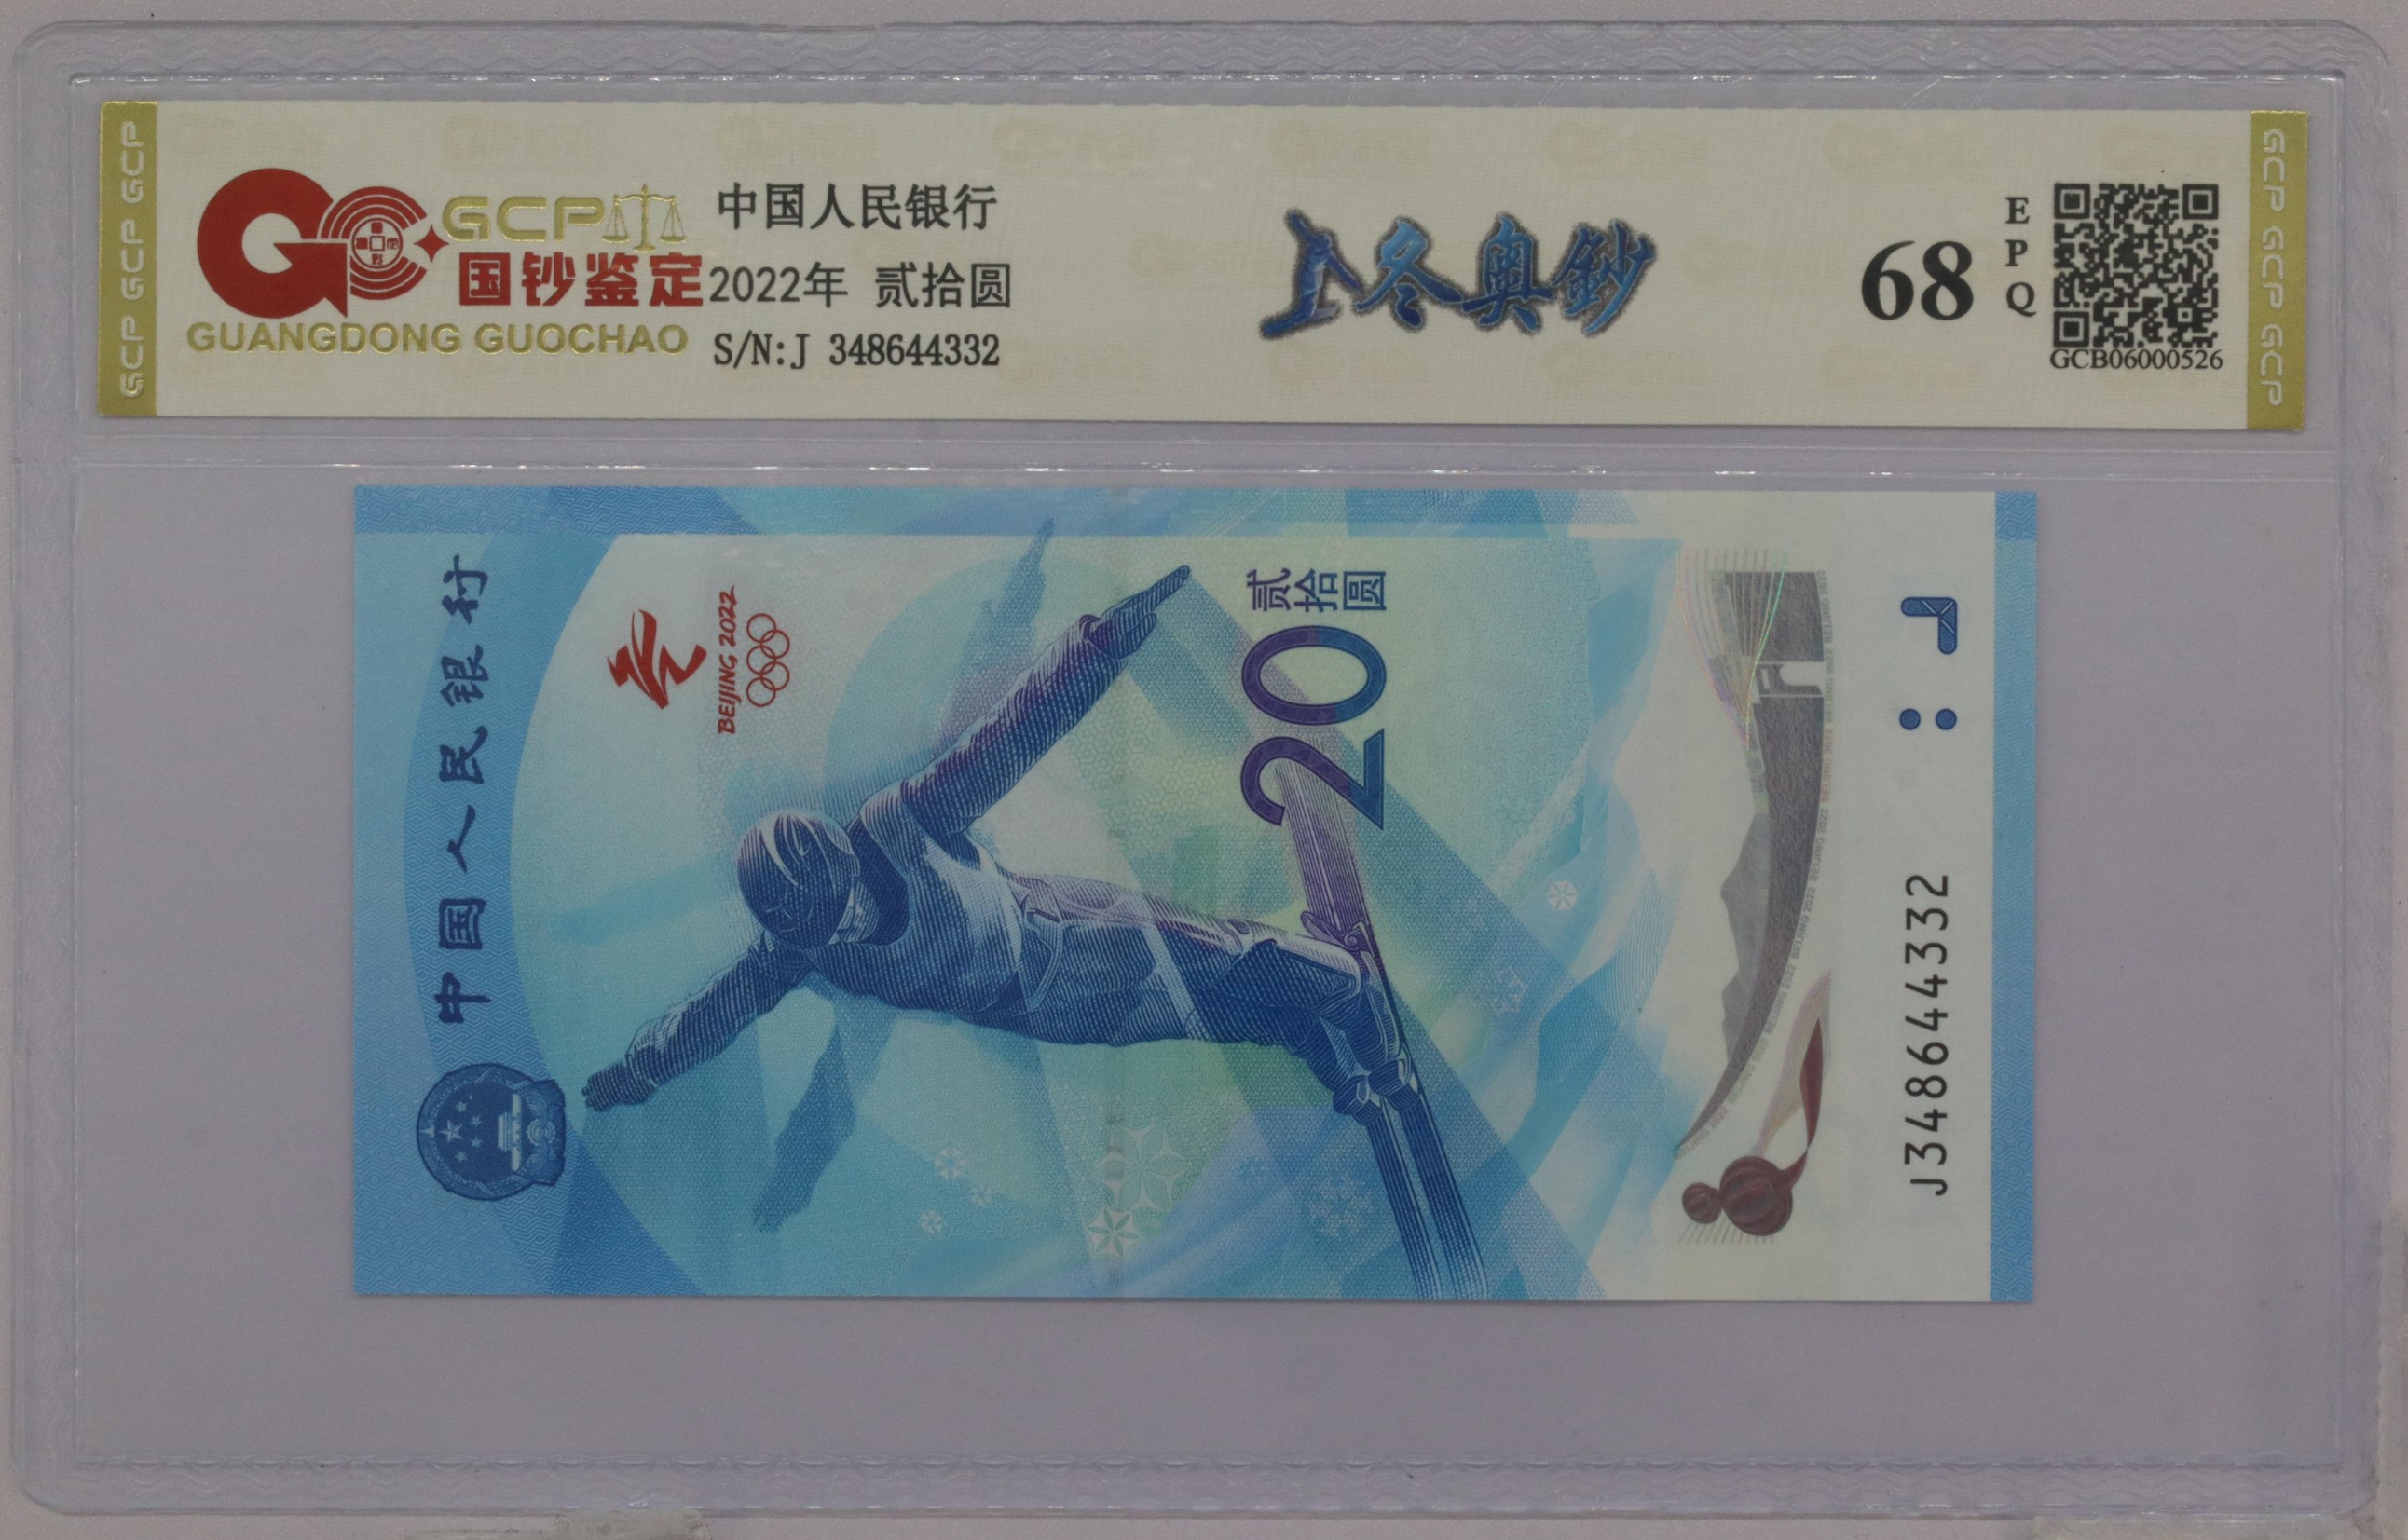 GCP GCP GCP
GCP
国钞鉴定
GUANGDONG GUOCHAO
中国人民银行
2022年 贰拾圆
S/N:J 348644332
冬奥鈔
68
EPQ
GCB06000526
GCP GCP GCP
中国人民银行
BEIJING 2022
贰拾圆
20
J348644332